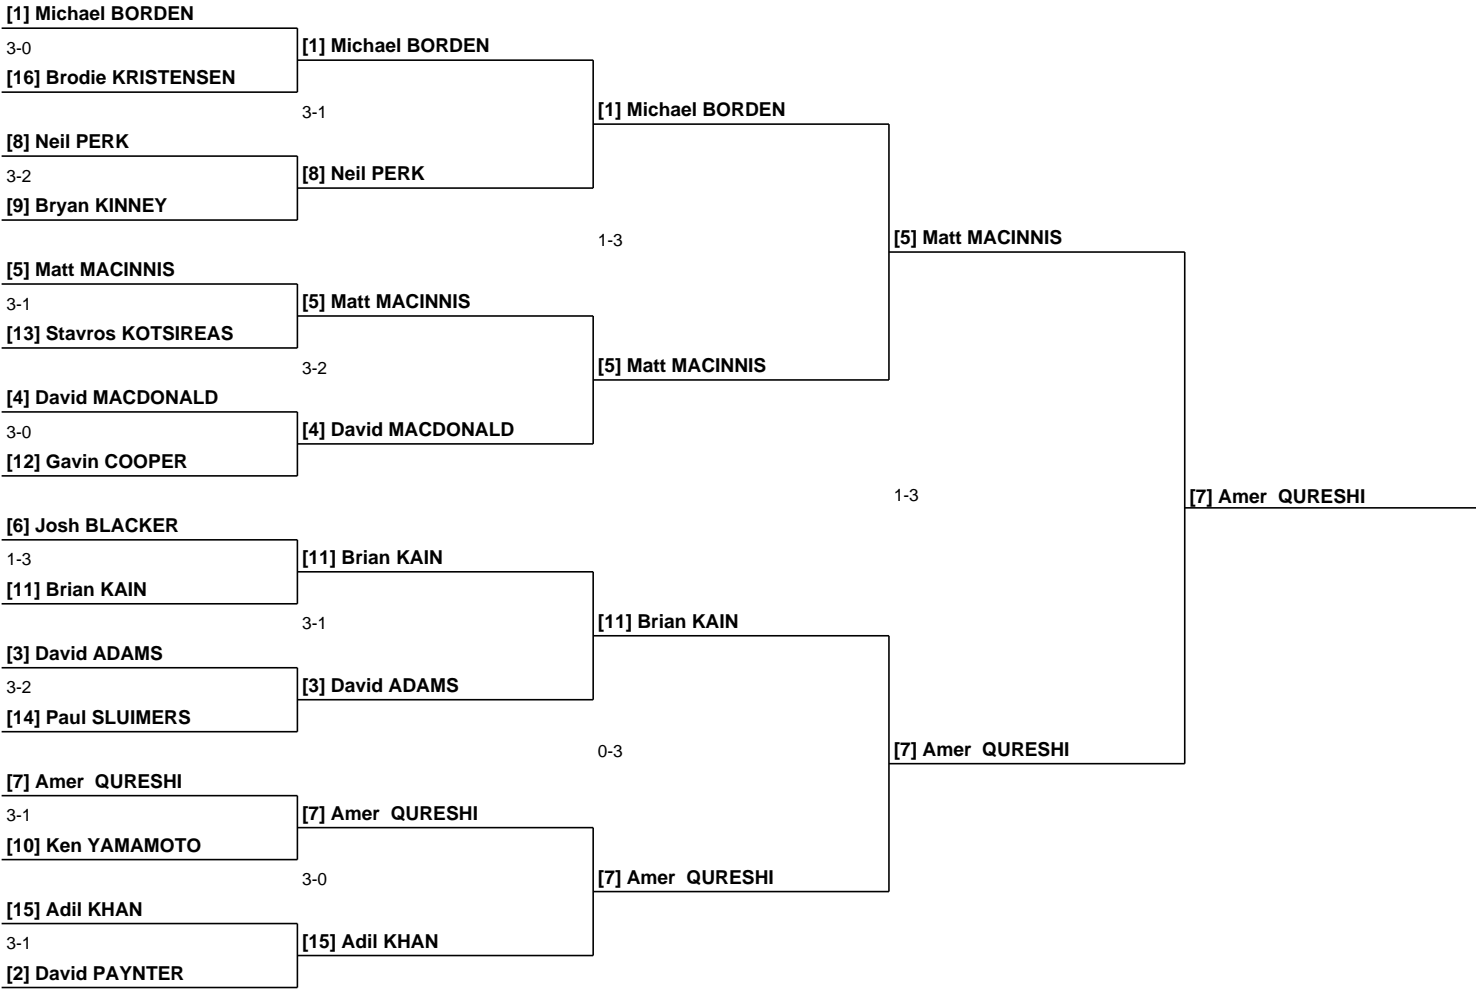 [1] Michael BORDEN
3-0
[16] Brodie KRISTENSEN
[8] Neil PERK
3-2
[9] Bryan KINNEY
[5] Matt MACINNIS
3-1
[13] Stavros KOTSIREAS
[4] David MACDONALD
3-0
[12] Gavin COOPER
[6] Josh BLACKER
1-3
[11] Brian KAIN
[3] David ADAMS
3-2
[14] Paul SLUIMERS
[7] Amer  QURESHI
3-1
[10] Ken YAMAMOTO
[15] Adil KHAN
3-1
[2] David PAYNTER
[1] Michael BORDEN
3-1
[8] Neil PERK
[5] Matt MACINNIS
3-2
[4] David MACDONALD
[11] Brian KAIN
3-1
[3] David ADAMS
[7] Amer  QURESHI
3-0
[15] Adil KHAN
[1] Michael BORDEN
1-3
[5] Matt MACINNIS
[11] Brian KAIN
0-3
[7] Amer  QURESHI
[5] Matt MACINNIS
1-3
[7] Amer  QURESHI
[7] Amer  QURESHI